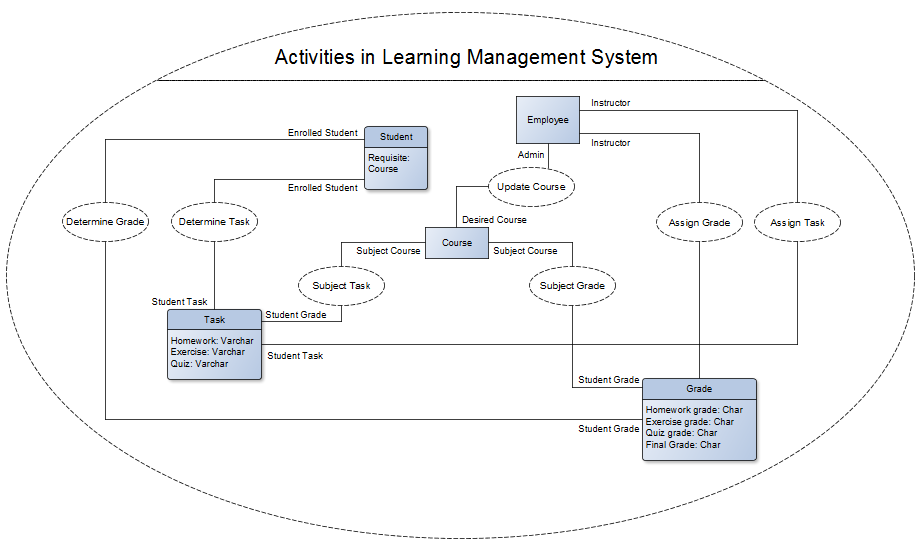 Activities in Learning Management System
Instructor
Employee
Enrolled Student
Student
Instructor
Admin
Requisite:
Course
Enrolled Student
Update Course
Desired Course
Determine Grade
Determine Task
Assign Grade
Assign Task
Course
Subject Course
Subject Course
Subject Task
Subject Grade
Student Task
Student Grade
Task
Homework: Varchar
Exercise: Varchar
Quiz: Varchar
Student Task
Student Grade
Grade
Homework grade: Char
Exercise grade: Char
Quiz grade: Char
Final Grade: Char
Student Grade